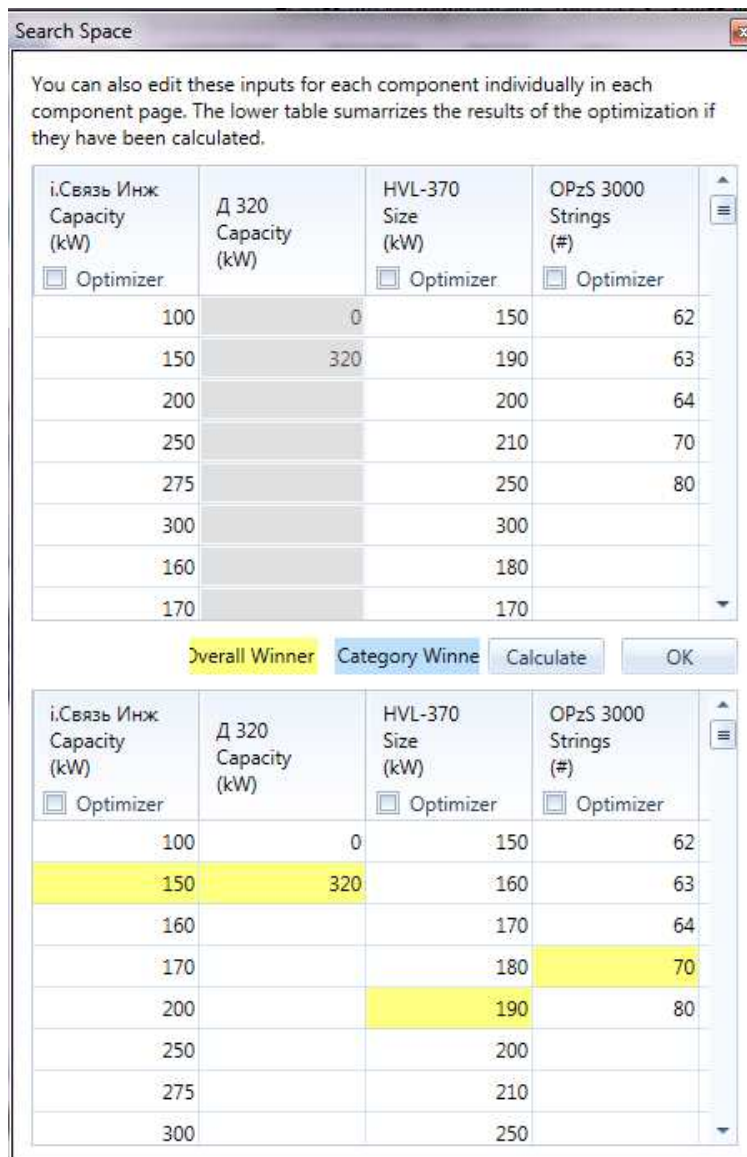 Search Space
You can also edit these inputs for each component individually in each
component page. The lower table sumarrizes the results of the optimization if
they have been calculated.
i.Связь Инж Capacity (kW) Optimizer Д 320 Capacity (kW) HVL-370 Size (kW) Optimizer OPzS 3000 Strings (#) Optimizer
100 0 150 62
150 320 190 63
200 200 64
250 210 70
275 250 80
300 300
160 180
170 170
Overall Winner Category Winne Calculate OK
i.Связь Инж Capacity (kW) Optimizer Д 320 Capacity (kW) HVL-370 Size (kW) Optimizer OPzS 3000 Strings (#) Optimizer
100 0 150 62
150 320 160 63
160 170 64
170 180 70
200 190 80
250 200
275 210
300 250